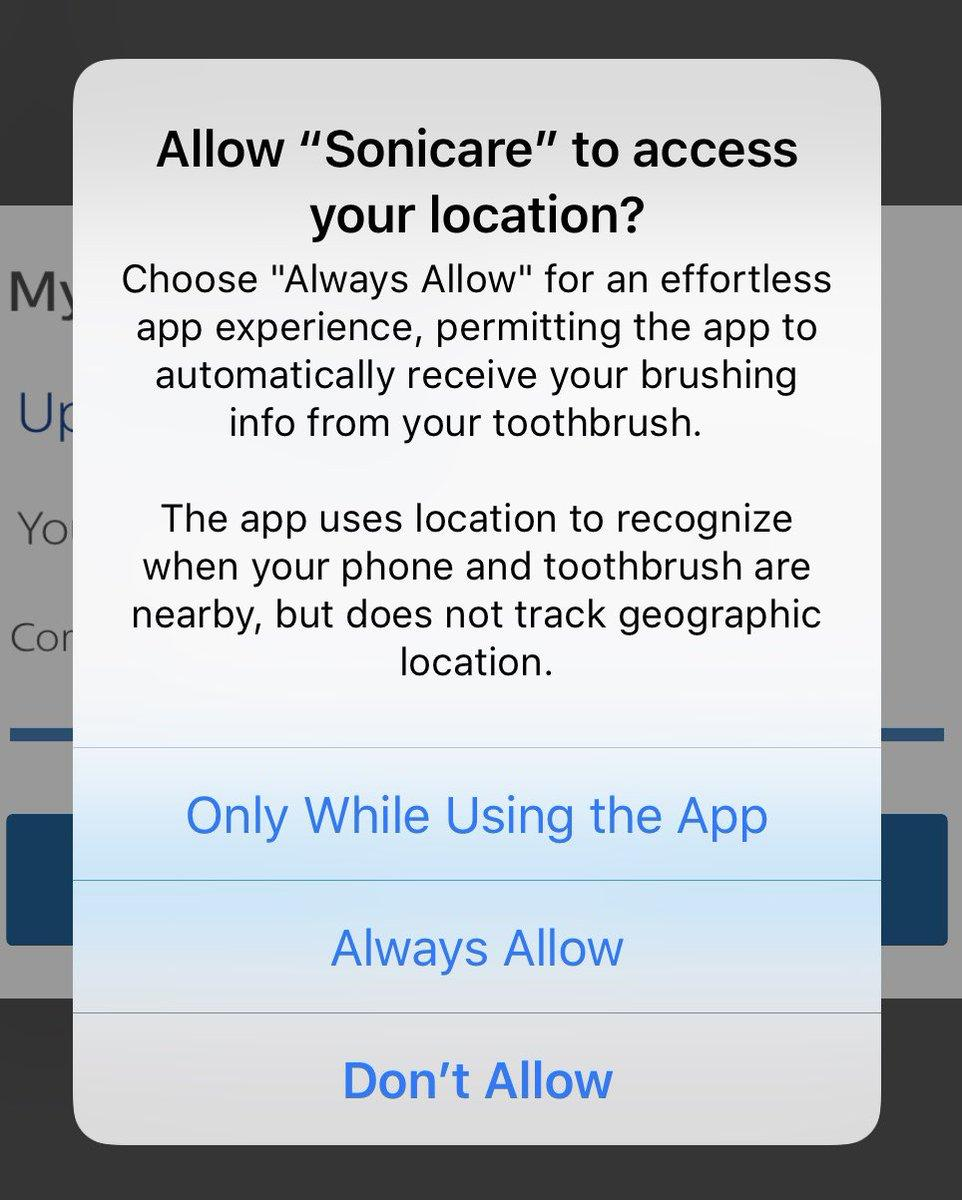 Allow “Sonicare” to access
your location?
Choose "Always Allow" for an effortless
app experience, permitting the app to
automatically receive your brushing
info from your toothbrush.
The app uses location to recognize
when your phone and toothbrush are
nearby, but does not track geographic
location.
Only While Using the App
Always Allow
Don’t Allow